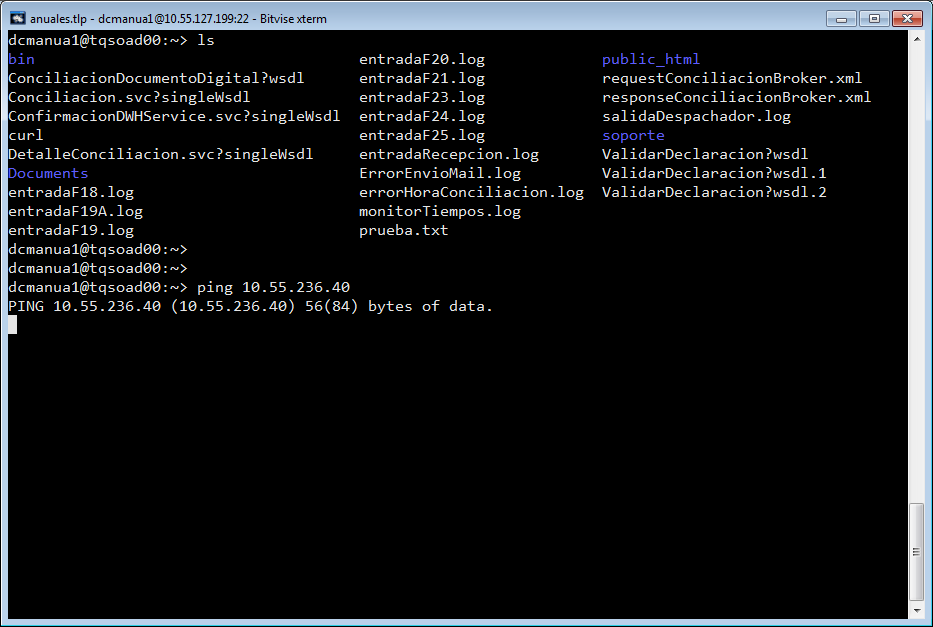 anuales.tlp - dcmanua1@10.55.127.199:22 - Bitvise xterm
dcmanua1@tqsoad00:~> ls
bin entradaF20.log public_html
ConciliacionDocumentoDigital?wsdl entradaF21.log requestConciliacionBroker.xml
Conciliacion.svc?singleWsdl entradaF23.log responseConciliacionBroker.xml
ConfirmacionDWHService.svc?singleWsdl entradaF24.log salidaDespachador.log
curl entradaF25.log soporte
DetalleConciliacion.svc?singleWsdl entradaRecepcion.log ValidarDeclaracion?wsdl
Documents ErrorEnvioMail.log ValidarDeclaracion?wsdl.1
entradaF18.log errorHoraConciliacion.log ValidarDeclaracion?wsdl.2
entradaF19A.log monitorTiempos.log
entradaF19.log prueba.txt
dcmanua1@tqsoad00:~>
dcmanua1@tqsoad00:~>
dcmanua1@tqsoad00:~> ping 10.55.236.40
PING 10.55.236.40 (10.55.236.40) 56(84) bytes of data.